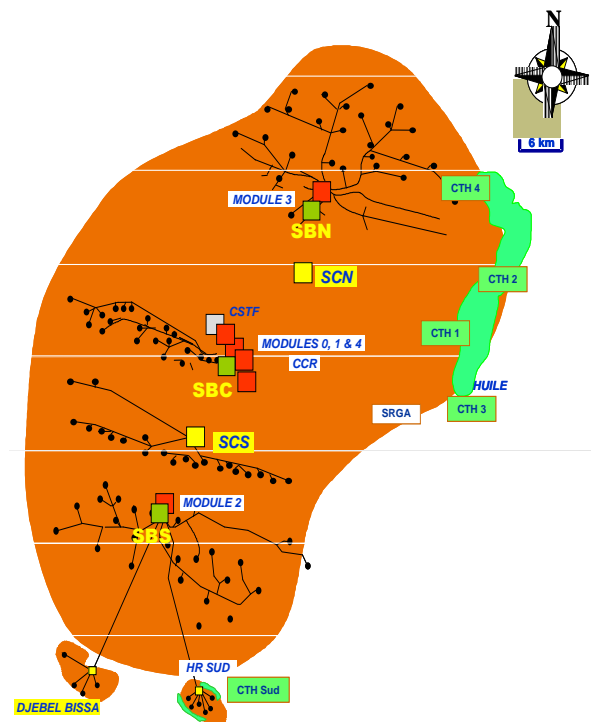 N
6 km
CTH 4
MODULE 3
SBN
SCN
CTH 2
CSTF
MODULES 0, 1 & 4
CCR
CTH 1
SBC
HUILE
SRGA
CTH 3
SCS
MODULE 2
SBS
HR SUD
CTH Sud
DJEBEL BISSA